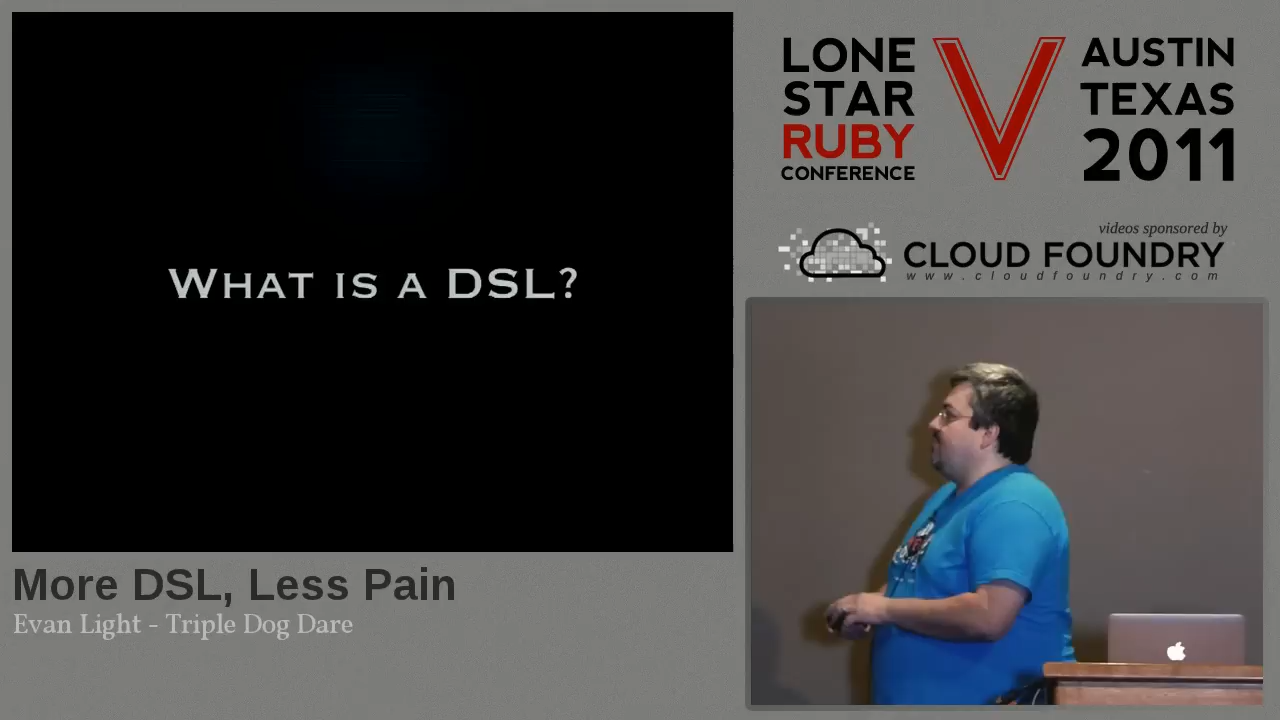 WHAT IS A DSL?
LONE
STAR
RUBY
CONFERENCE
V
AUSTIN
TEXAS
2011
videos sponsored by
CLOUD FOUNDRY
www.cloudfoundry.com
More DSL, Less Pain
Evan Light - Triple Dog Dare